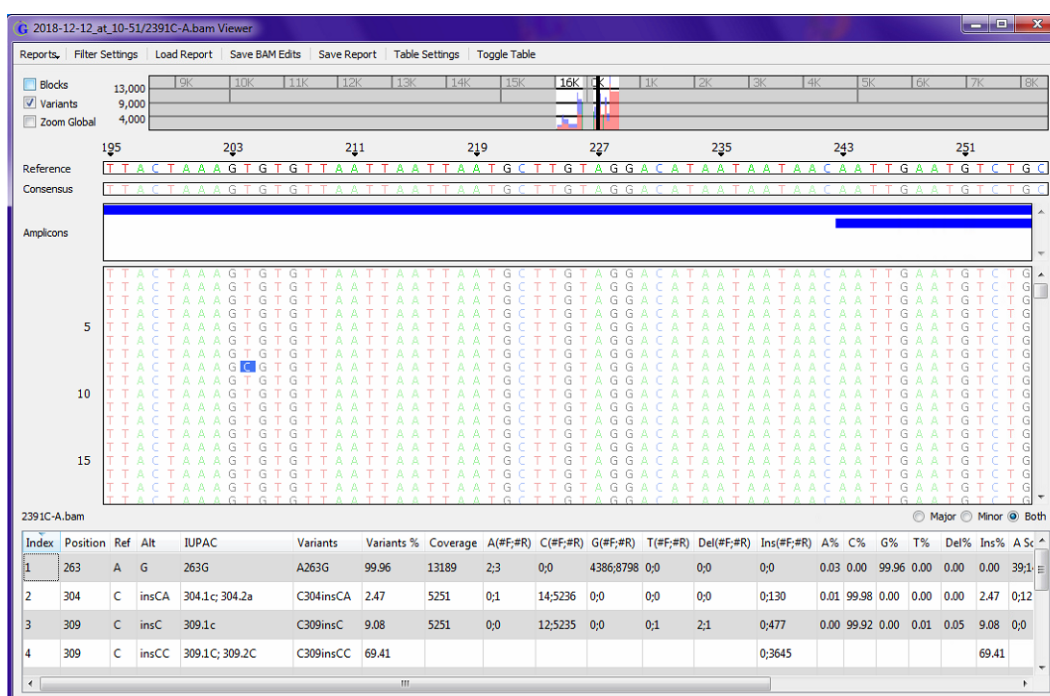 2018-12-12_at_10-51/2391C-A.bam Viewer
Reports Filter Settings Load Report Save BAM Edits Save Report Table Settings Toggle Table
Blocks
Variants
Zoom Global
13,000
9,000
4,000
9K 10K 11K 12K 13K 14K 15K 16K 1K 2K 3K 4K 5K 6K 7K 8K
195 203 211 219 227 235 243 251
Reference T T A C T A A A G T G T G T T A A T T A A T T A A T G C T T G T A G G A C A T A A T A A T A A C A A T T G A A T G T C T G C
Consensus T T A C T A A A G T G T G T T A A T T A A T T A A T G C T T G T A G G A C A T A A T A A T A A C A A T T G A A T G T C T G C
Amplicons
T T A C T A A A G T G T G T T A A T T A A T T A A T G C T T G T A G G A C A T A A T A A T A A C A A T T G A A T G T C T G
T T A C T A A A G T G T G T T A A T T A A T T A A T G C T T G T A G G A C A T A A T A A T A A C A A T T G A A T G T C T G
T T A C T A A A G T G T G T T A A T T A A T T A A T G C T T G T A G G A C A T A A T A A T A A C A A T T G A A T G T C T G
T T A C T A A A G T G T G T T A A T T A A T T A A T G C T T G T A G G A C A T A A T A A T A A C A A T T G A A T G T C T G
5 T T A C T A A A G T G T G T T A A T T A A T T A A T G C T T G T A G G A C A T A A T A A T A A C A A T T G A A T G T C T G
T T A C T A A A G T G T G T T A A T T A A T T A A T G C T T G T A G G A C A T A A T A A T A A C A A T T G A A T G T C T G
T T A C T A A A G T G T G T T A A T T A A T T A A T G C T T G T A G G A C A T A A T A A T A A C A A T T G A A T G T C T G
T T A C T A A A G C G T G T T A A T T A A T T A A T G C T T G T A G G A C A T A A T A A T A A C A A T T G A A T G T C T G
T T A C T A A A G T G T G T T A A T T A A T T A A T G C T T G T A G G A C A T A A T A A T A A C A A T T G A A T G T C T G
10 T T A C T A A A G T G T G T T A A T T A A T T A A T G C T T G T A G G A C A T A A T A A T A A C A A T T G A A T G T C T G
T T A C T A A A G T G T G T T A A T T A A T T A A T G C T T G T A G G A C A T A A T A A T A A C A A T T G A A T G T C T G
T T A C T A A A G T G T G T T A A T T A A T T A A T G C T T G T A G G A C A T A A T A A T A A C A A T T G A A T G T C T G
T T A C T A A A G T G T G T T A A T T A A T T A A T G C T T G T A G G A C A T A A T A A T A A C A A T T G A A T G T C T G
T T A C T A A A G T G T G T T A A T T A A T T A A T G C T T G T A G G A C A T A A T A A T A A C A A T T G A A T G T C T G
15 T T A C T A A A G T G T G T T A A T T A A T T A A T G C T T G T A G G A C A T A A T A A T A A C A A T T G A A T G T C T G
T T A C T A A A G T G T G T T A A T T A A T T A A T G C T T G T A G G A C A T A A T A A T A A C A A T T G A A T G T C T G
T T A C T A A A G T G T G T T A A T T A A T T A A T G C T T G T A G G A C A T A A T A A T A A C A A T T G A A T G T C T G
T T A C T A A A G T G T G T T A A T T A A T T A A T G C T T G T A G G A C A T A A T A A T A A C A A T T G A A T G T C T G
2391C-A.bam Major Minor Both
Index Position Ref Alt IUPAC Variants Variants % Coverage A(#F;#R) C(#F;#R) G(#F;#R) T(#F;#R) Del(#F;#R) Ins(#F;#R) A% C% G% T% Del% Ins% A Sc
1 263 A G 263G A263G 99.96 13189 2;3 0;0 4386;8798 0;0 0;0 0;0 0.03 0.00 99.96 0.00 0.00 0.00 39;1
2 304 C insCA 304.1c; 304.2a C304insCA 2.47 5251 0;1 14;5236 0;0 0;0 0;0 0;130 0.01 99.98 0.00 0.00 0.00 2.47 0;12
3 309 C insC 309.1c C309insC 9.08 5251 0;0 12;5235 0;0 0;1 2;1 0;477 0.00 99.92 0.00 0.01 0.05 9.08 0;0
4 309 C insCC 309.1C; 309.2C C309insCC 69.41 0;3645 69.41